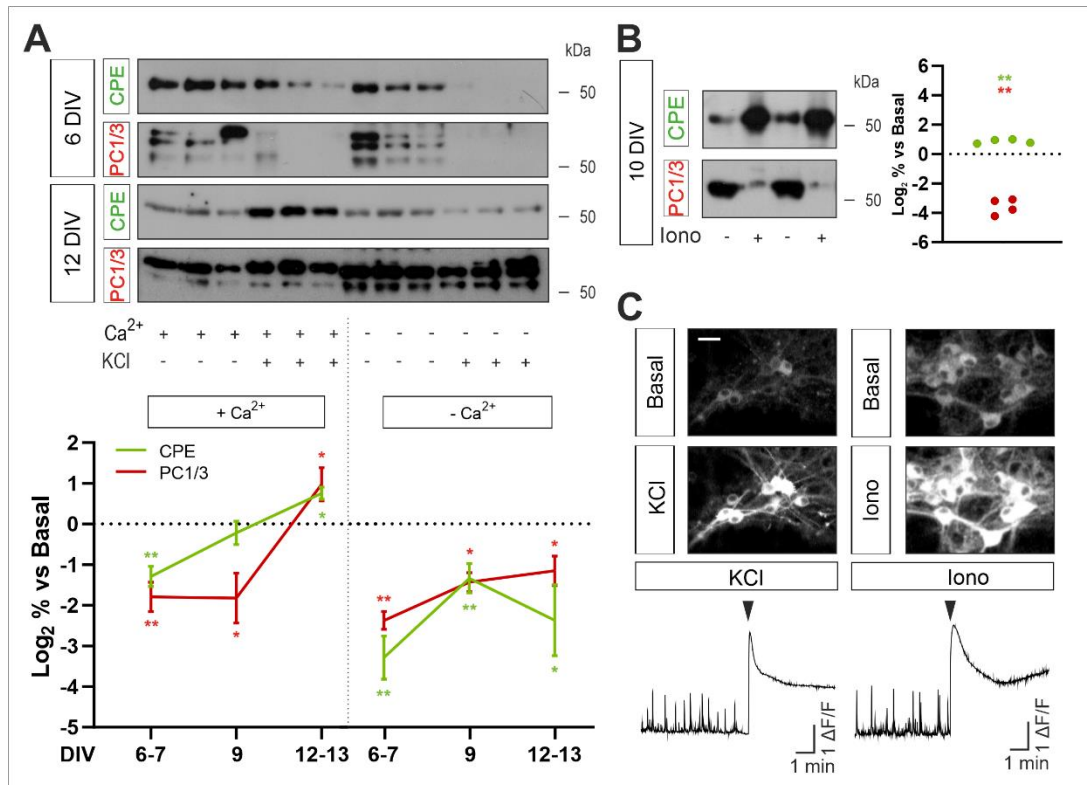 A
kDa
6 DIV
CPE
50
PC1/3
50
12 DIV
CPE
50
PC1/3
50
Ca2+ + + + + + + - - - - - -
KCl - - - + + + - - - + + +
+ Ca2+
- Ca2+
CPE
PC1/3
Log2 % vs Basal
2
1
0
-1
-2
-3
-4
-5
** ** * * * ** ** * ** * *
DIV 6-7 9 12-13 6-7 9 12-13
B
kDa
10 DIV
CPE
50
PC1/3
50
Iono - + - +
Log2 % vs Basal
6
4
2
0
-2
-4
-6
**
**
C
Basal
Basal
KCl
Iono
KCl
Iono
1 ΔF/F
1 min
1 ΔF/F
1 min